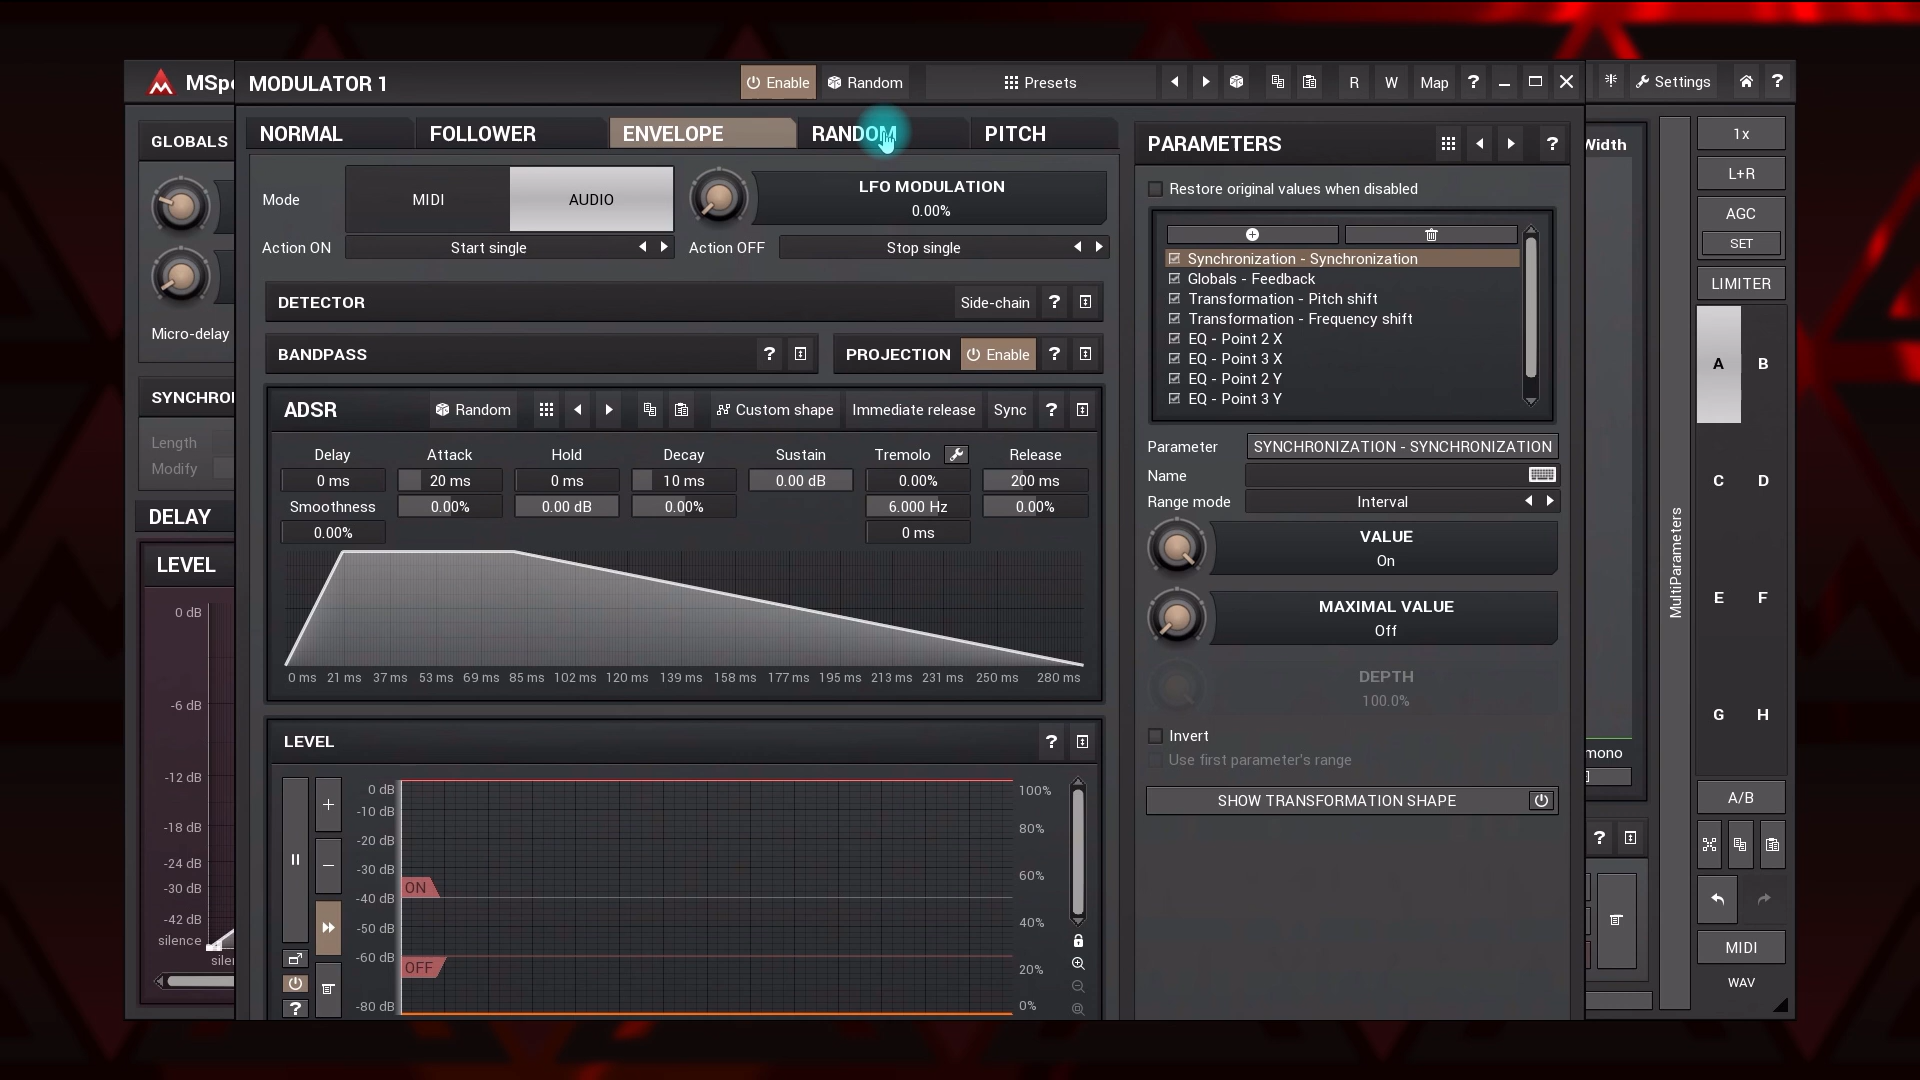 MSpe
MODULATOR 1
Enable
Random
Presets
R
W
Map
?
Settings
?
GLOBALS
NORMAL
FOLLOWER
ENVELOPE
RANDOM
PITCH
PARAMETERS
?
Width
1x
L+R
AGC
SET
LIMITER
Mode
MIDI
AUDIO
LFO MODULATION
0.00%
Action ON
Start single
Action OFF
Stop single
Restore original values when disabled
Synchronization - Synchronization
Globals - Feedback
Transformation - Pitch shift
Transformation - Frequency shift
EQ - Point 2 X
EQ - Point 3 X
EQ - Point 2 Y
EQ - Point 3 Y
Micro-delay
DETECTOR
Side-chain
?
BANDPASS
?
PROJECTION
Enable
?
SYNCHRO
Length
Modify
DELAY
LEVEL
0 dB
-6 dB
-12 dB
-18 dB
-24 dB
-30 dB
-42 dB
silence
silen
ADSR
Random
Custom shape
Immediate release
Sync
?
Delay
Attack
Hold
Decay
Sustain
Tremolo
Release
0 ms
20 ms
0 ms
10 ms
0.00 dB
0.00%
200 ms
Smoothness
0.00%
0.00 dB
0.00%
6.000 Hz
0.00%
0.00%
0 ms
0 ms 21 ms 37 ms 53 ms 69 ms 85 ms 102 ms 120 ms 139 ms 158 ms 177 ms 195 ms 213 ms 231 ms 250 ms 280 ms
Parameter
SYNCHRONIZATION - SYNCHRONIZATION
Name
Range mode
Interval
VALUE
On
MAXIMAL VALUE
Off
DEPTH
100.0%
Invert
Use first parameter's range
SHOW TRANSFORMATION SHAPE
LEVEL
?
0 dB
-10 dB
-20 dB
-30 dB
-40 dB
-50 dB
-60 dB
-80 dB
ON
OFF
100%
80%
60%
40%
20%
0%
?
mono
?
MultiParameters
A
B
C
D
E
F
G
H
A/B
MIDI
WAV